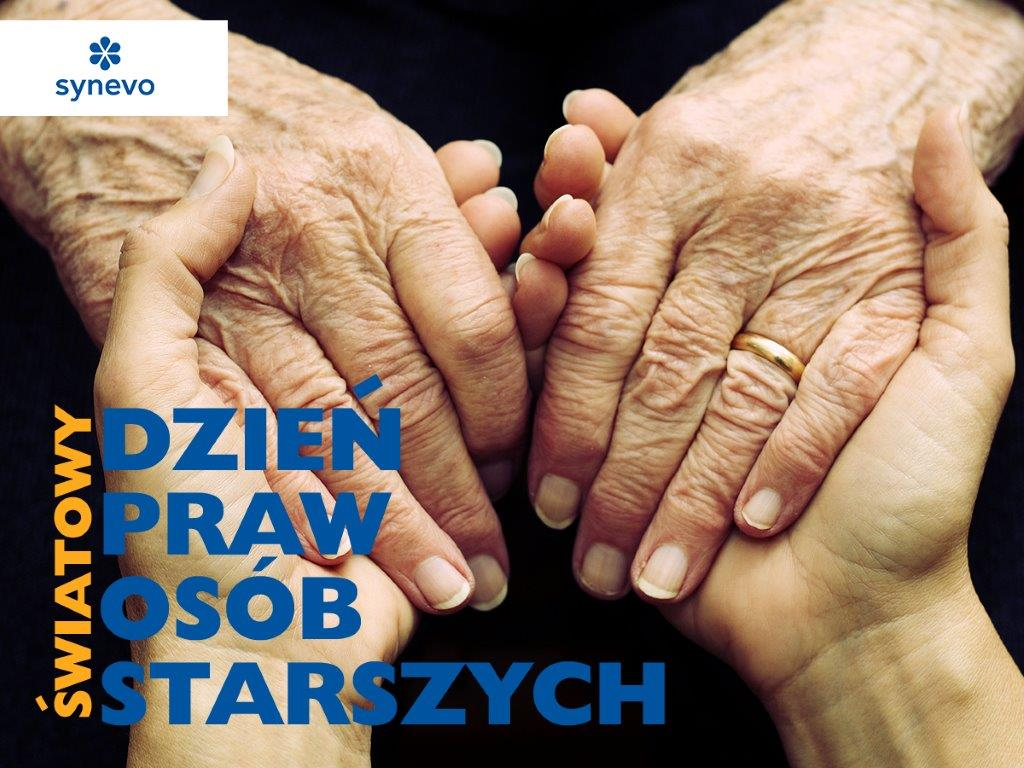 synevo
ŚWIATOWY
DZIEŃ
PRAW
OSÓB
STARSZYCH